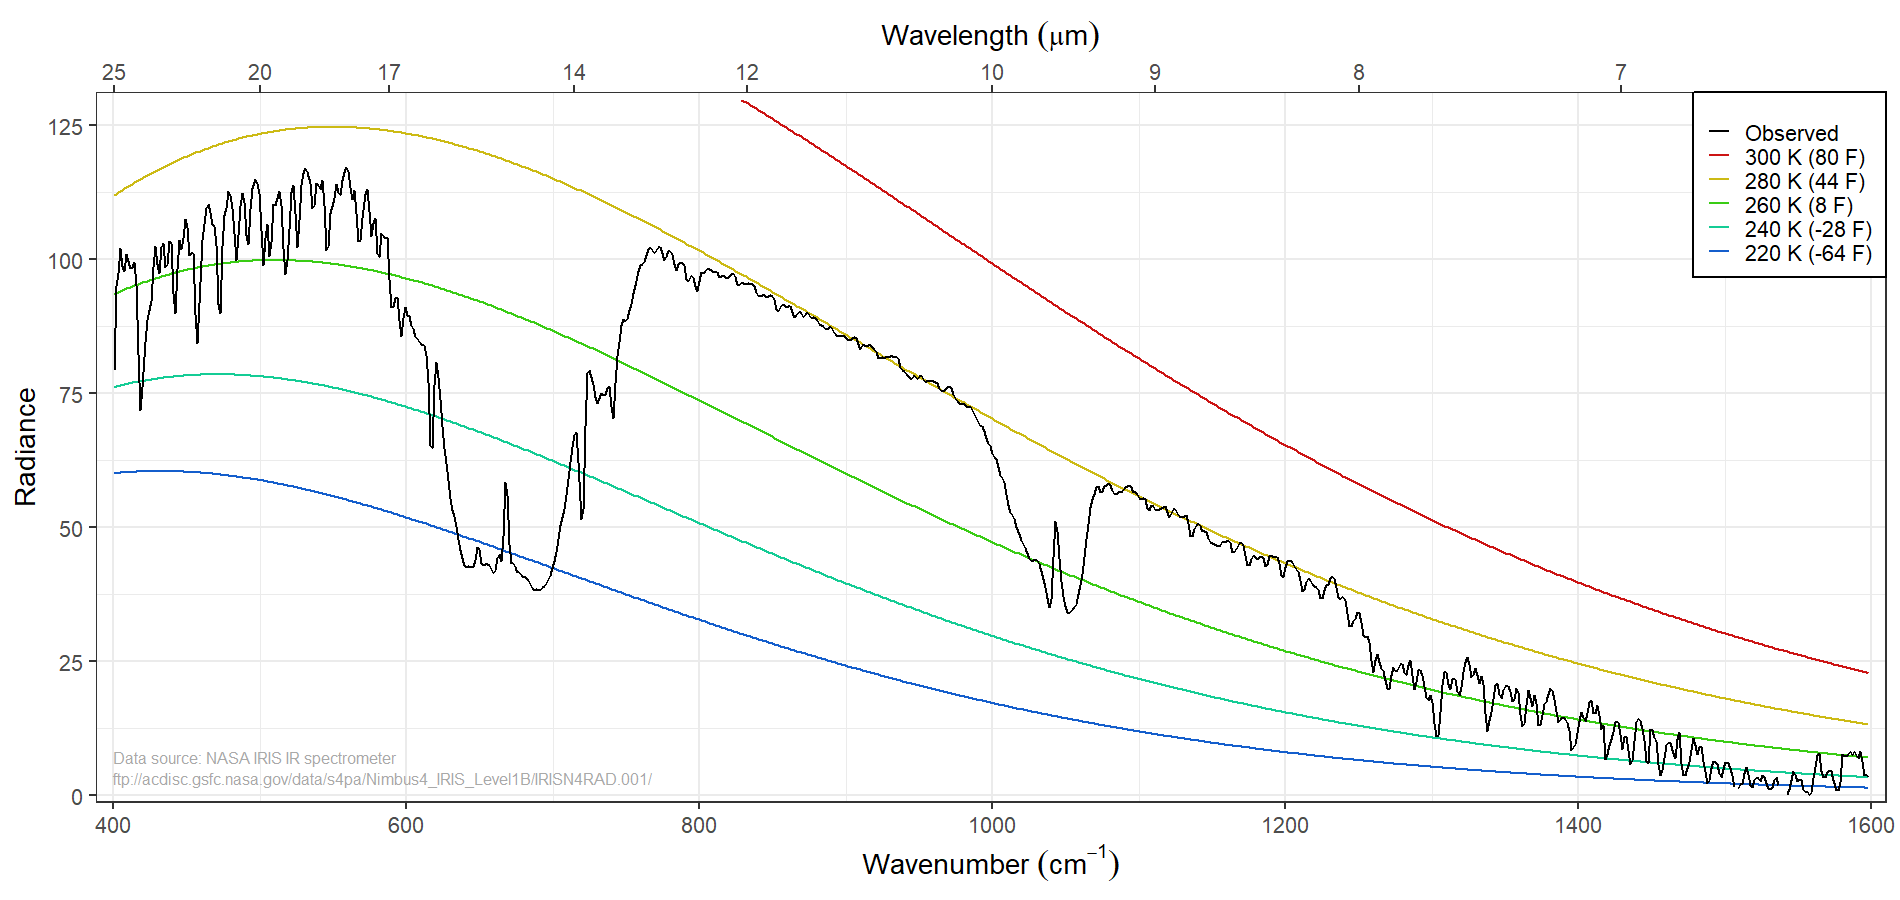 Wavelength (μm)
25 20 17 14 12 10 9 8 7
Observed
300 K (80 F)
280 K (44 F)
260 K (8 F)
240 K (-28 F)
220 K (-64 F)
125
100
75
50
25
0
Radiance
Data source: NASA IRIS IR spectrometer
ftp://acdisc.gsfc.nasa.gov/data/s4pa/Nimbus4_IRIS_Level1B/IRISN4RAD.001/
400 600 800 1000 1200 1400 1600
Wavenumber (cm⁻¹)